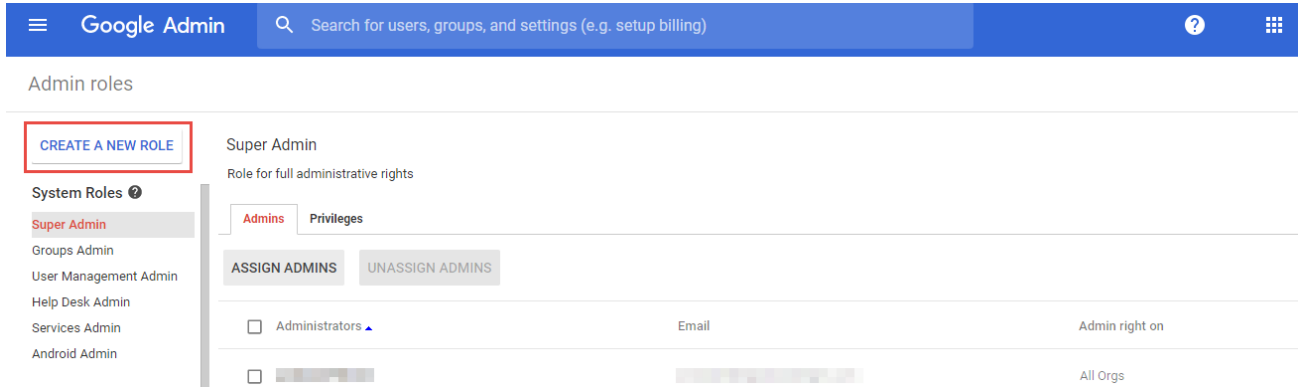 Google Admin
Search for users, groups, and settings (e.g. setup billing)
?
Admin roles
CREATE A NEW ROLE
System Roles ?
Super Admin
Groups Admin
User Management Admin
Help Desk Admin
Services Admin
Android Admin
Super Admin
Role for full administrative rights
Admins Privileges
ASSIGN ADMINS UNASSIGN ADMINS
Administrators Email Admin right on
All Orgs